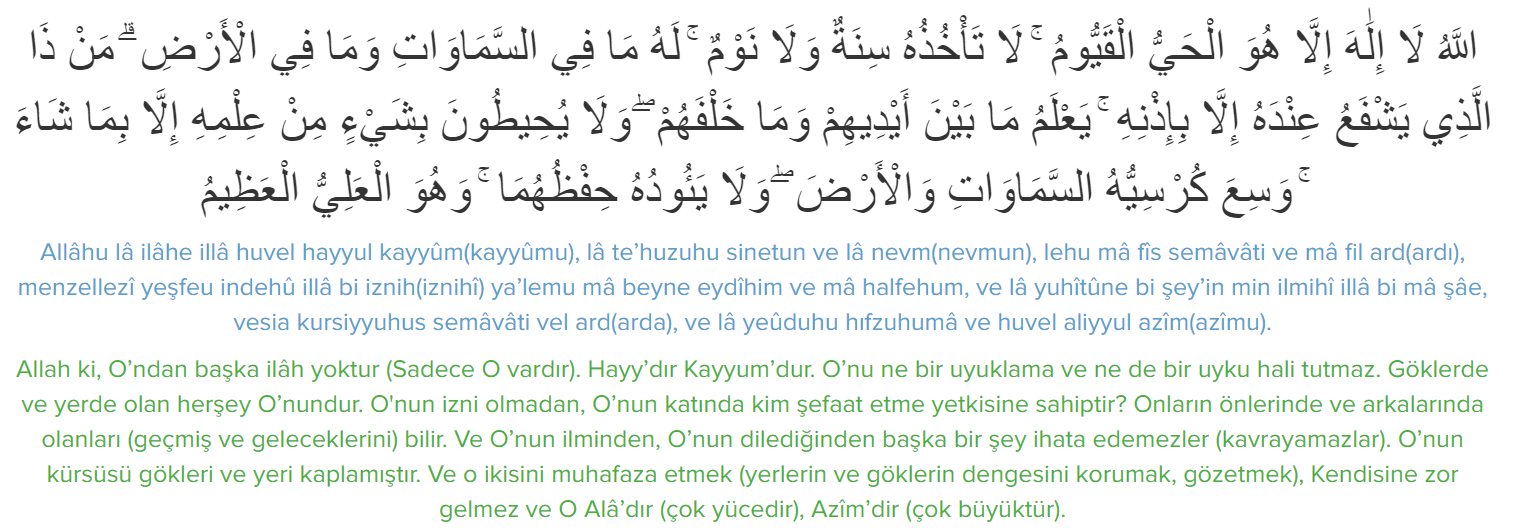 اللَّهُ لَا إِلَٰهَ إِلَّا هُوَ الْحَيُّ الْقَيُّومُ ۚ لَا تَأْخُذُهُ سِنَةٌ وَلَا نَوْمٌ ۚ لَهُ مَا فِي السَّمَاوَاتِ وَمَا فِي الْأَرْضِ ۗ مَنْ ذَا
الَّذِي يَشْفَعُ عِنْدَهُ إِلَّا بِإِذْنِهِ ۚ يَعْلَمُ مَا بَيْنَ أَيْدِيهِمْ وَمَا خَلْفَهُمْ ۖ وَلَا يُحِيطُونَ بِشَيْءٍ مِنْ عِلْمِهِ إِلَّا بِمَا شَاءَ
ۚ وَسِعَ كُرْسِيُّهُ السَّمَاوَاتِ وَالْأَرْضَ ۖ وَلَا يَئُودُهُ حِفْظُهُمَا ۚ وَهُوَ الْعَلِيُّ الْعَظِيمُ
Allâhu lâ ilâhe illâ huvel hayyul kayyûm(kayyûmu), lâ te’huzuhu sinetun ve lâ nevm(nevmun), lehu mâ fîs semâvâti ve mâ fil ard(ardı),
menzellezî yeşfeu indehû illâ bi iznih(iznihî) ya’lemu mâ beyne eydîhim ve mâ halfehum, ve lâ yuhîtûne bi şey’in min ilmihî illâ bi mâ şâe,
vesia kursiyyuhus semâvâti vel ard(arda), ve lâ yeûduhu hıfzuhumâ ve huvel aliyyul azîm(azîmu).
Allah ki, O’ndan başka ilâh yoktur (Sadece O vardır). Hayy’dır Kayyum’dur. O’nu ne bir uyuklama ve ne de bir uyku hali tutmaz. Göklerde
ve yerde olan herşey O’nundur. O'nun izni olmadan, O’nun katında kim şefaat etme yetkisine sahiptir? Onların önlerinde ve arkalarında
olanları (geçmiş ve geleceklerini) bilir. Ve O’nun ilminden, O’nun dilediğinden başka bir şey ihata edemezler (kavrayamazlar). O’nun
kürsüsü gökleri ve yeri kaplamıştır. Ve o ikisini muhafaza etmek (yerlerin ve göklerin dengesini korumak, gözetmek), Kendisine zor
gelmez ve O Alâ’dır (çok yücedir), Azîm’dir (çok büyüktür).